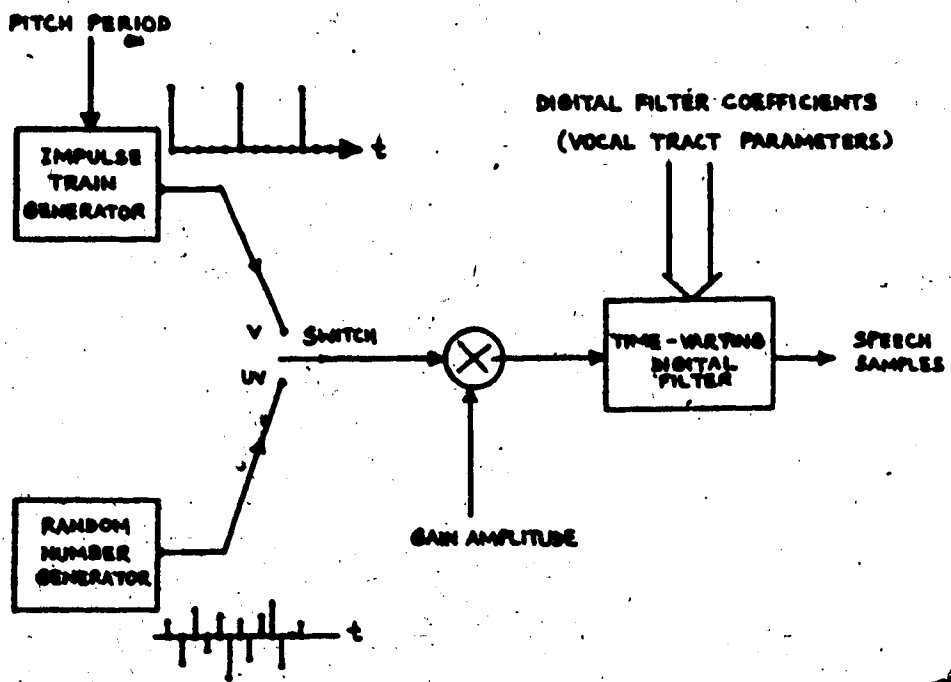 PITCH PERIOD
IMPULSE
TRAIN
GENERATOR
t
DIGITAL FILTER COEFFICIENTS
(VOCAL TRACT PARAMETERS)
V
SWITCH
UV
TIME-VARYING
DIGITAL
FILTER
SPEECH
SAMPLES
GAIN AMPLITUDE
RANDOM
NUMBER
GENERATOR
t